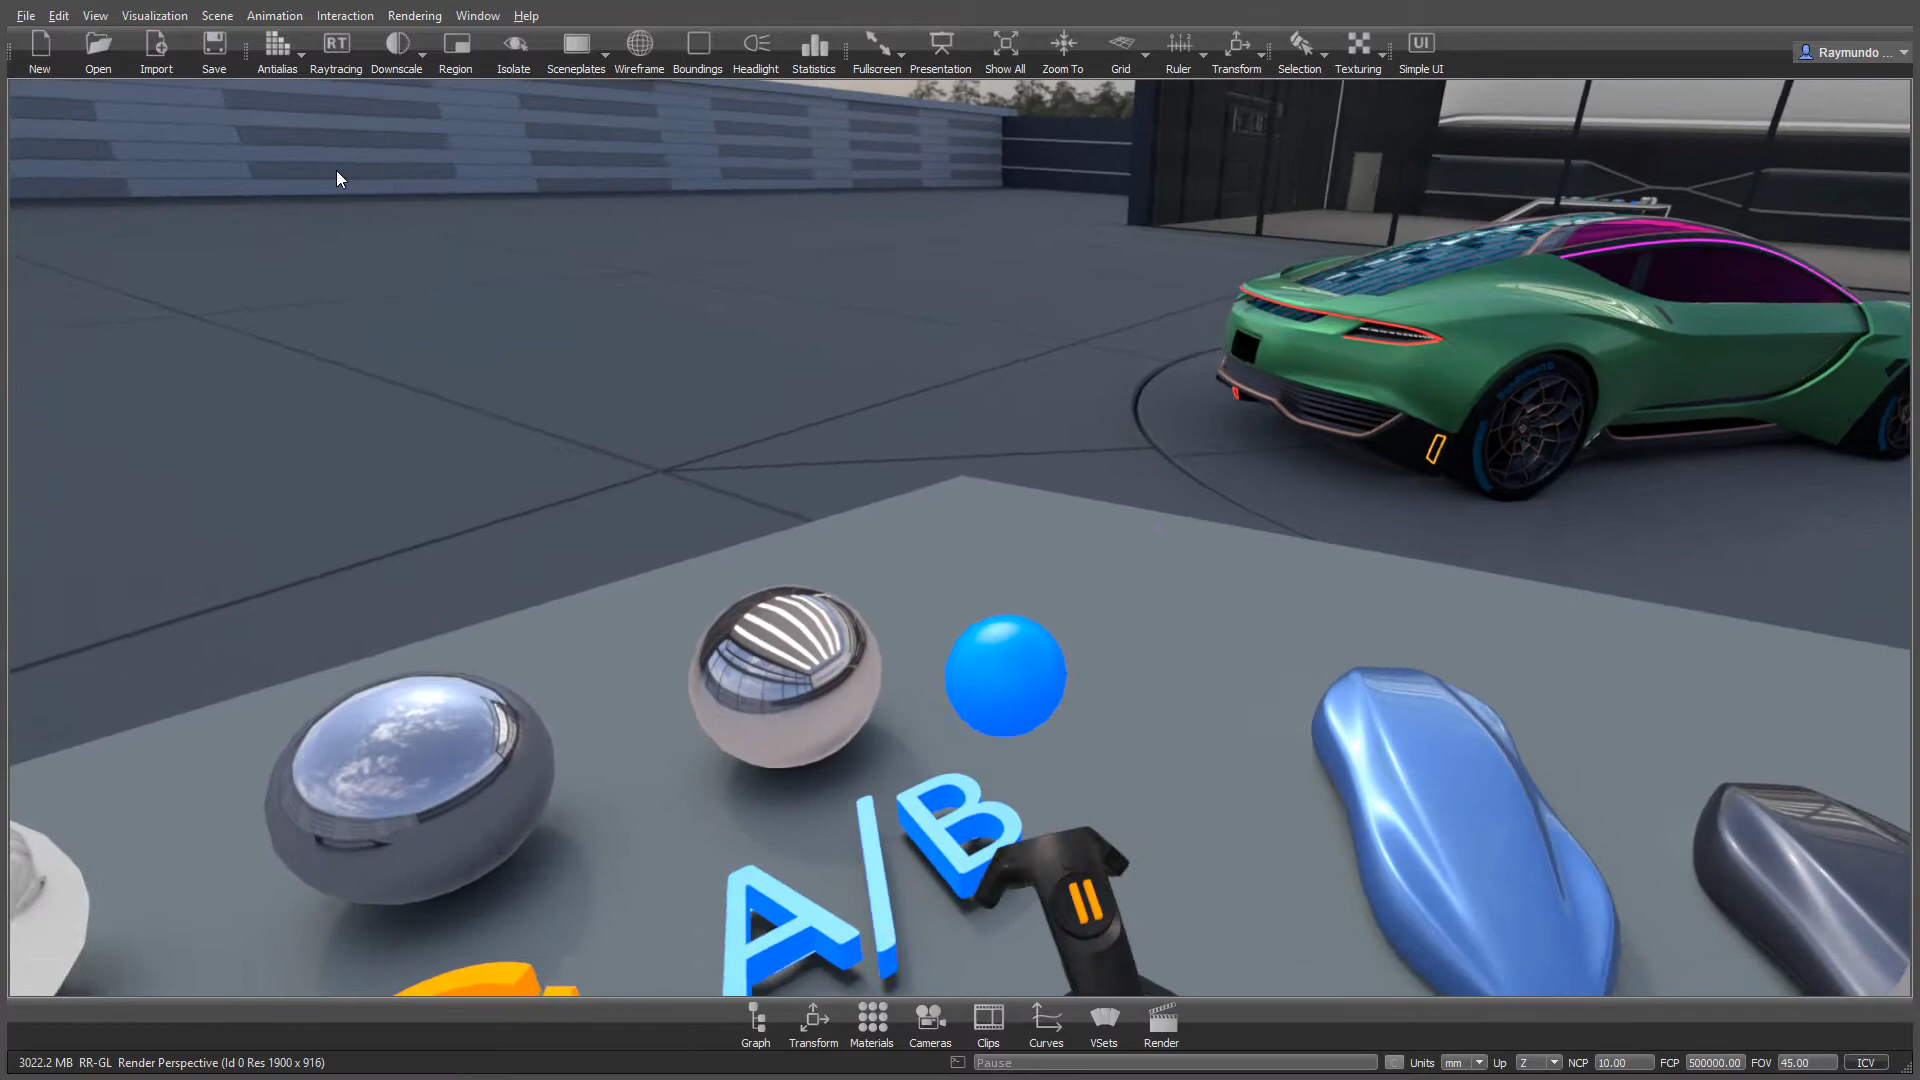 File Edit View Visualization Scene Animation Interaction Rendering Window Help
RT UI
New Open Import Save Antialias Raytracing Downscale Region Isolate Sceneplates Wireframe Boundings Headlight Statistics Fullscreen Presentation Show All Zoom To Grid Ruler Transform Selection Texturing Simple UI
Raymundo ...
A/B
Graph Transform Materials Cameras Clips Curves VSets Render
3022.2 MB RR-GL Render Perspective (Id 0 Res 1900 x 916) Pause C Units mm Up Z NCP 10.00 FCP 500000.00 FOV 45.00 ICV